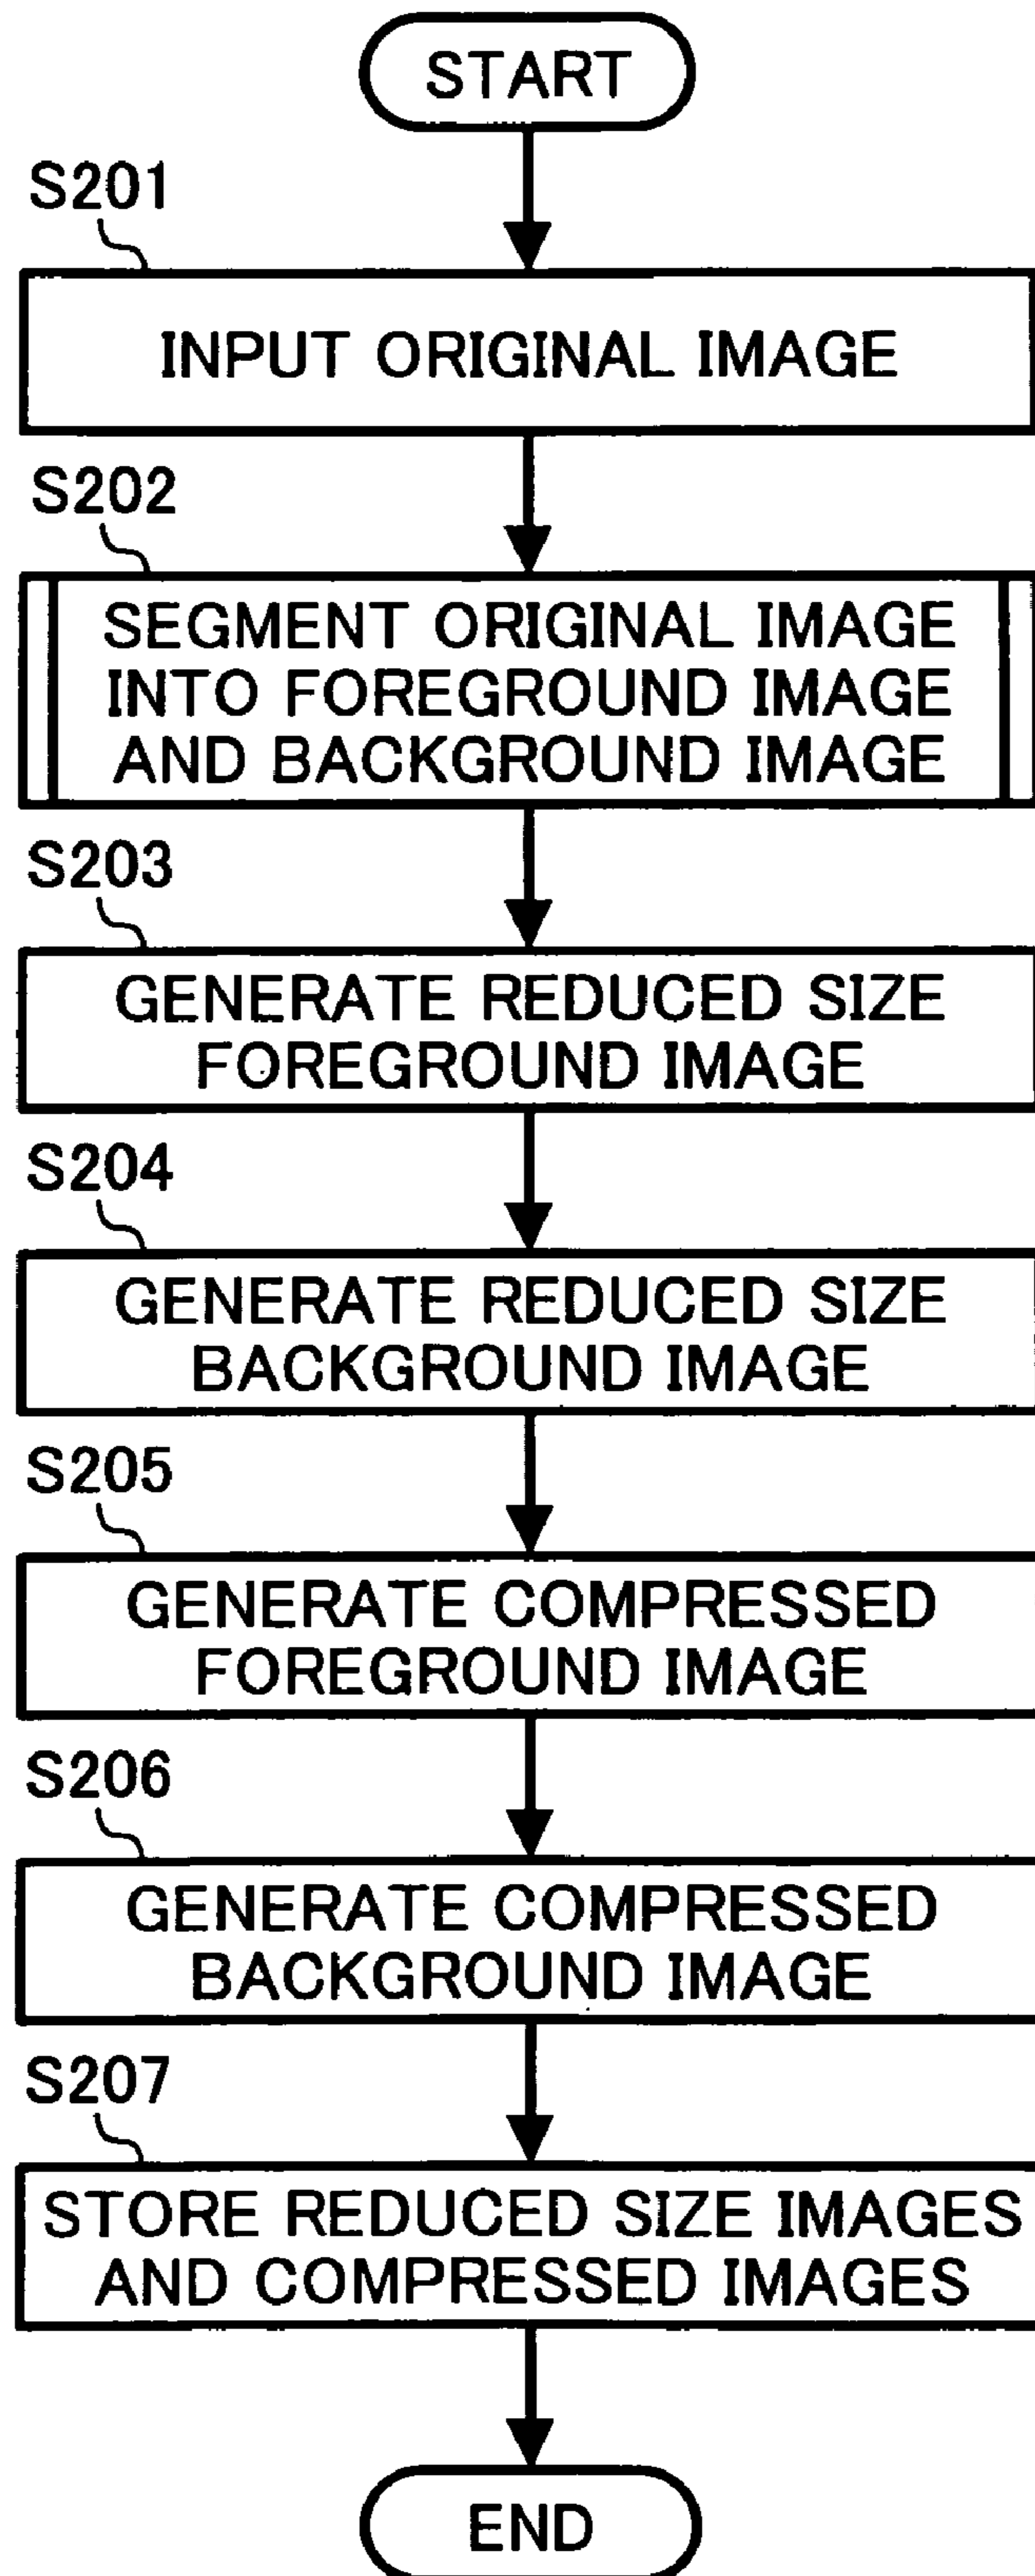 START
S201
INPUT ORIGINAL IMAGE
S202
SEGMENT ORIGINAL IMAGE
INTO FOREGROUND IMAGE
AND BACKGROUND IMAGE
S203
GENERATE REDUCED SIZE
FOREGROUND IMAGE
S204
GENERATE REDUCED SIZE
BACKGROUND IMAGE
S205
GENERATE COMPRESSED
FOREGROUND IMAGE
S206
GENERATE COMPRESSED
BACKGROUND IMAGE
S207
STORE REDUCED SIZE IMAGES
AND COMPRESSED IMAGES
END